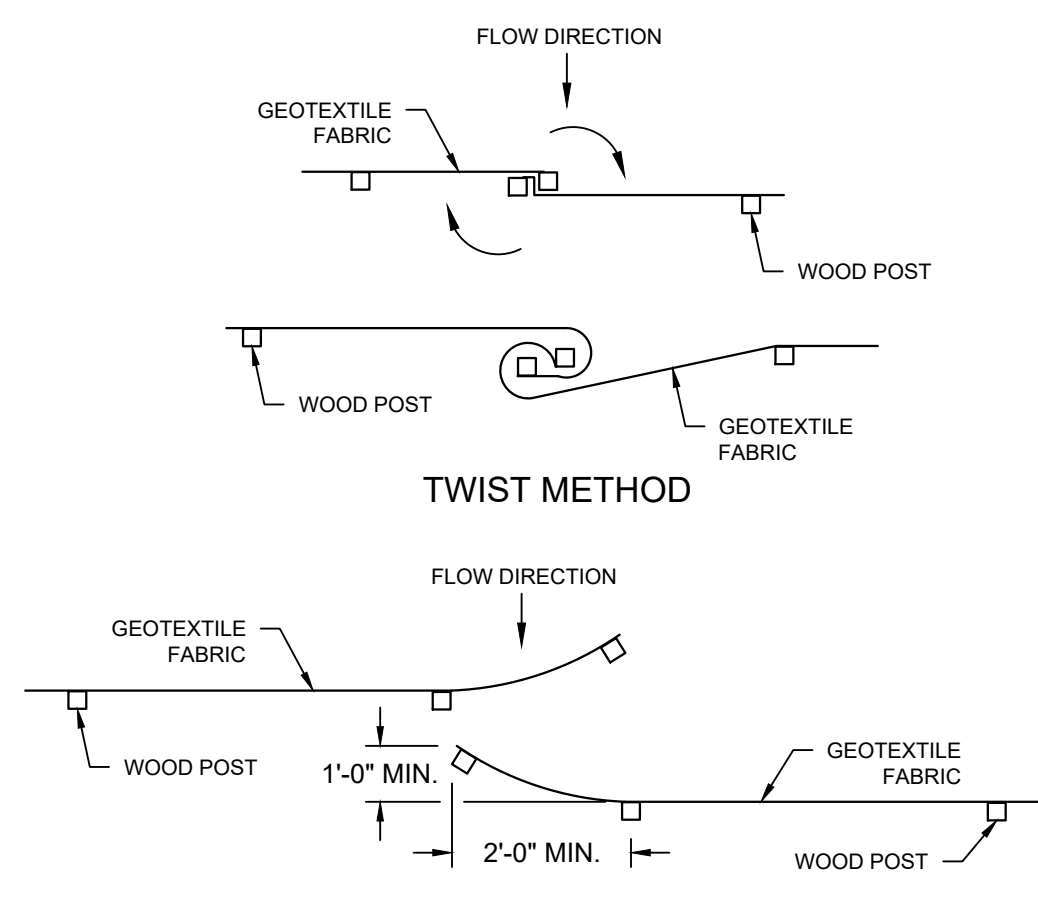 FLOW DIRECTION
GEOTEXTILE
FABRIC
WOOD POST
WOOD POST
GEOTEXTILE
FABRIC
TWIST METHOD
FLOW DIRECTION
GEOTEXTILE
FABRIC
WOOD POST
1'-0" MIN.
GEOTEXTILE
FABRIC
2'-0" MIN.
WOOD POST